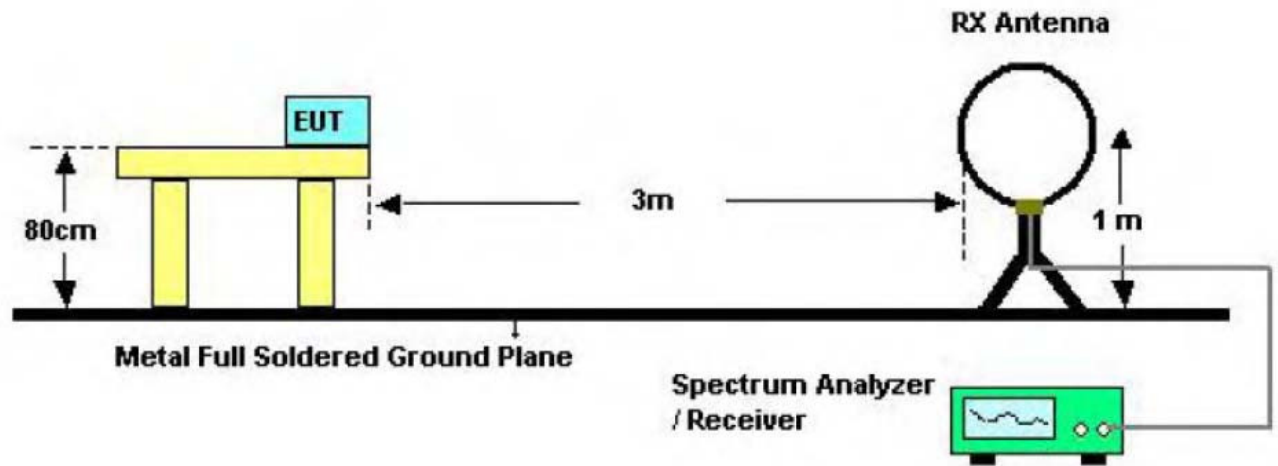 RX Antenna
EUT
3m
80cm
1 m
Metal Full Soldered Ground Plane
Spectrum Analyzer
/ Receiver